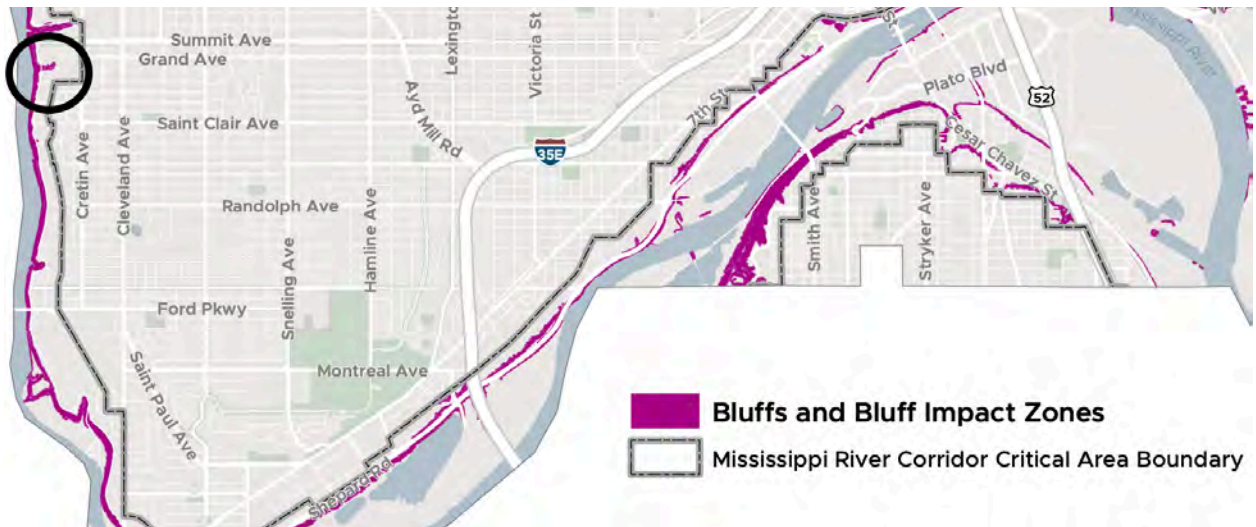 Summit Ave
Grand Ave
Lexington
Victoria St
Ayd Mill Rd
7th St
St
Plato Blvd
Mississippi River
52
Saint Clair Ave
35E
Cesar Chavez St
Cretin Ave
Cleveland Ave
Randolph Ave
Hamline Ave
Snelling Ave
Smith Ave
Stryker Ave
Ford Pkwy
Saint Paul Ave
Montreal Ave
Shepard Rd
Bluffs and Bluff Impact Zones
Mississippi River Corridor Critical Area Boundary